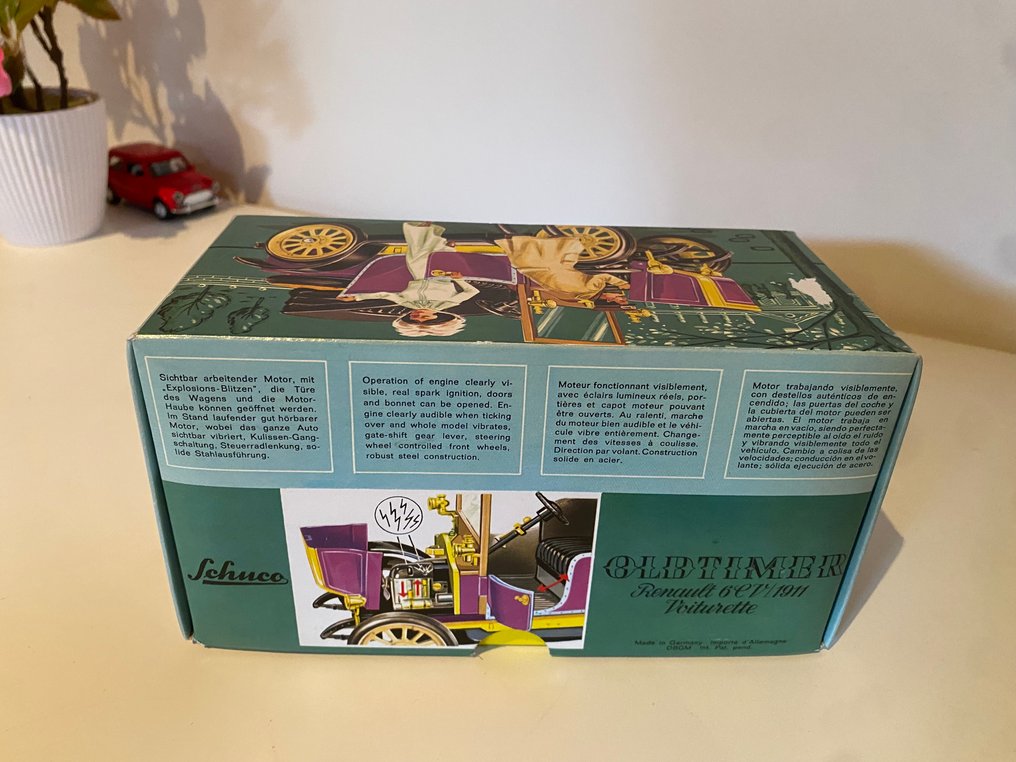 Sichtbar arbeitender Motor, mit
„Explosions-Blitzen", die Türe
des Wagens und die Motor-
Haube können geöffnet werden.
Im Stand laufender gut hörbarer
Motor, wobei das ganze Auto
sichtbar vibriert, Kulissen-Gang-
schaltung, Steuerradlenkung, so-
lide Stahlausführung.
Operation of engine clearly vi-
sible, real spark ignition, doors
and bonnet can be opened. En-
gine clearly audible when ticking
over and whole model vibrates,
gate-shift gear lever, steering
wheel controlled front wheels,
robust steel construction.
Moteur fonctionnant visiblement,
avec éclairs lumineux réels, por-
tières et capot moteur pouvant
être ouverts. Au ralenti, marche
du moteur bien audible et le véhi-
cule vibre entièrement. Change-
ment des vitesses à coulisse.
Direction par volant. Construction
solide en acier.
Motor trabajando visiblemente,
con destellos auténticos de en-
cendido; las puertas del coche y
la cubierta del motor pueden ser
abiertas. El motor trabaja en
marcha en vacío, siendo perfecta-
mente perceptible al oído el ruido
y vibrando visiblemente todo el
vehículo. Cambio a colisa de las
velocidades; conducción en el vo-
lante; sólida ejecución de acero.
Schuco
OLDTIMER
Renault 6CV/1911
Voiturette
Made in Germany Importé d'Allemagne
DBGM Int. Pat. pend.